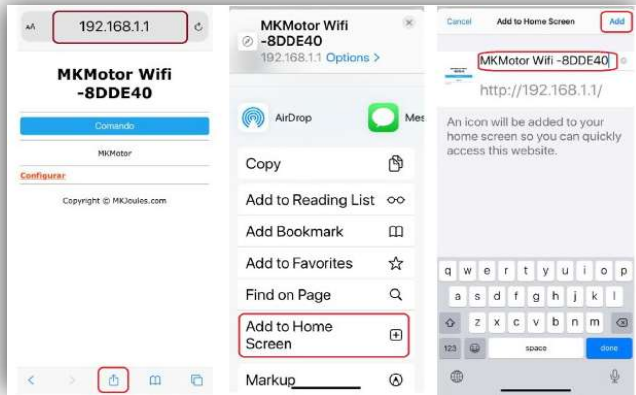 AA 192.168.1.1
MKMotor Wifi
-8DDE40
Comando
MKMotor
Configurar
Copyright © MKJoules.com
MKMotor Wifi
-8DDE40
192.168.1.1 Options >
AirDrop
Mes
Copy
Add to Reading List
Add Bookmark
Add to Favorites
Find on Page
Add to Home
Screen
Markup
Cancel Add to Home Screen Add
MKMotor Wifi -8DDE40
http://192.168.1.1/
An icon will be added to your
home screen so you can quickly
access this website.
q w e r t y u i o p
a s d f g h j k l
z x c v b n m
123 space done